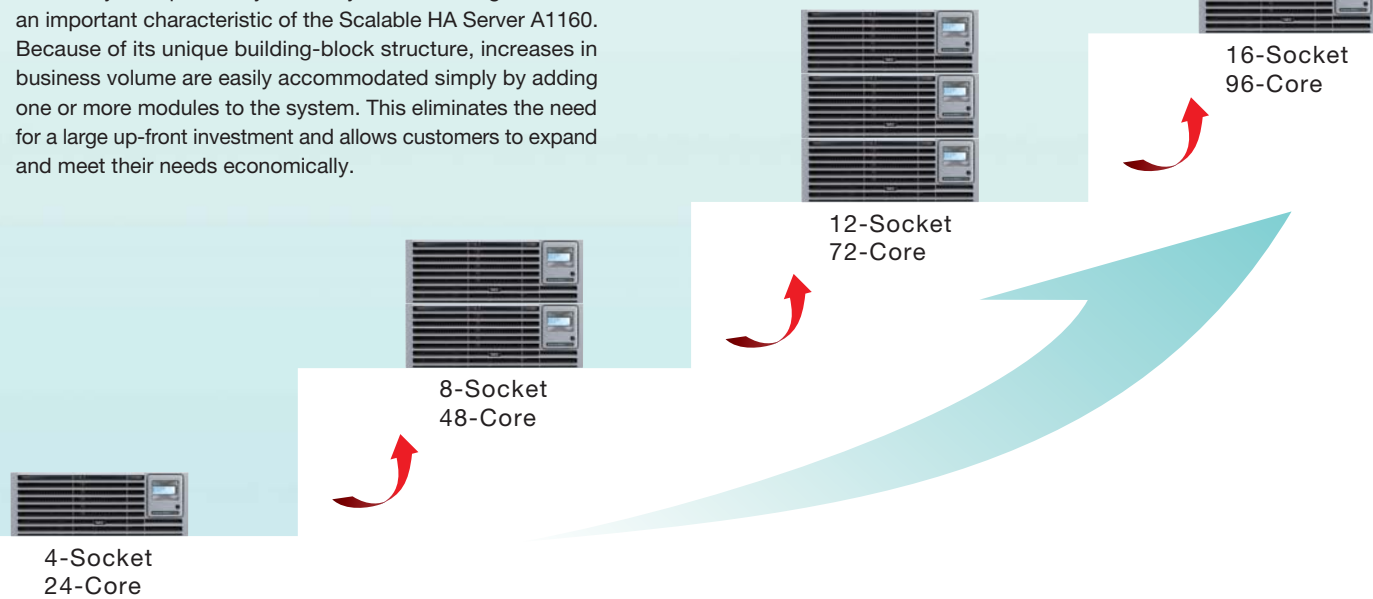 an important characteristic of the Scalable HA Server A1160.
Because of its unique building-block structure, increases in
business volume are easily accommodated simply by adding
one or more modules to the system. This eliminates the need
for a large up-front investment and allows customers to expand
and meet their needs economically.
16-Socket
96-Core
12-Socket
72-Core
8-Socket
48-Core
4-Socket
24-Core